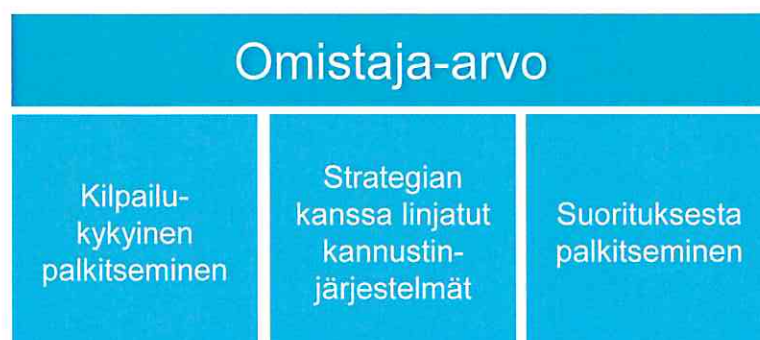 Omistaja-arvo
Kilpailu-
kykyinen
palkitseminen
Strategian
kanssa linjatut
kannustin-
järjestelmät
Suorituksesta
palkitseminen